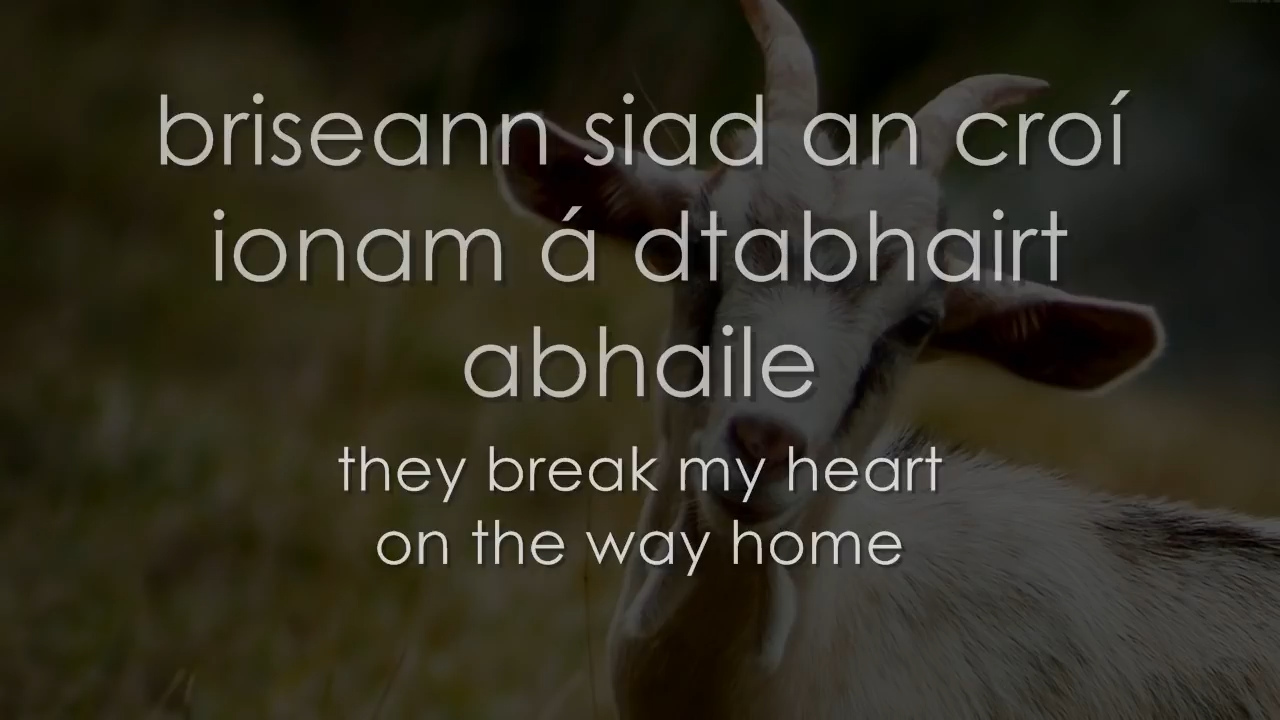 briseann siad an croí
ionam á dtabhairt
abhaile
they break my heart
on the way home